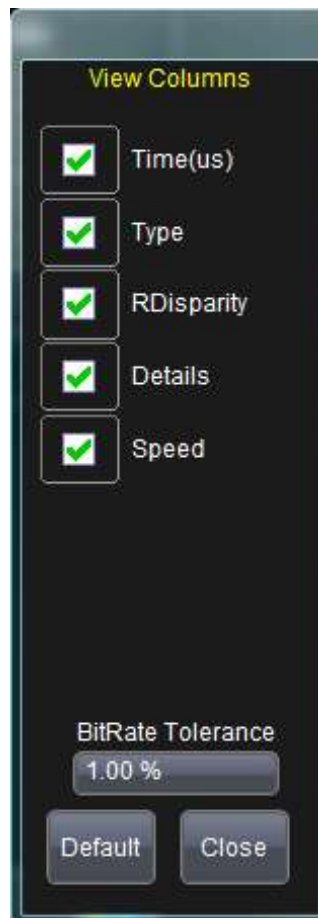 View Columns
Time(us)
Type
RDisparity
Details
Speed
BitRate Tolerance
1.00 %
Default Close